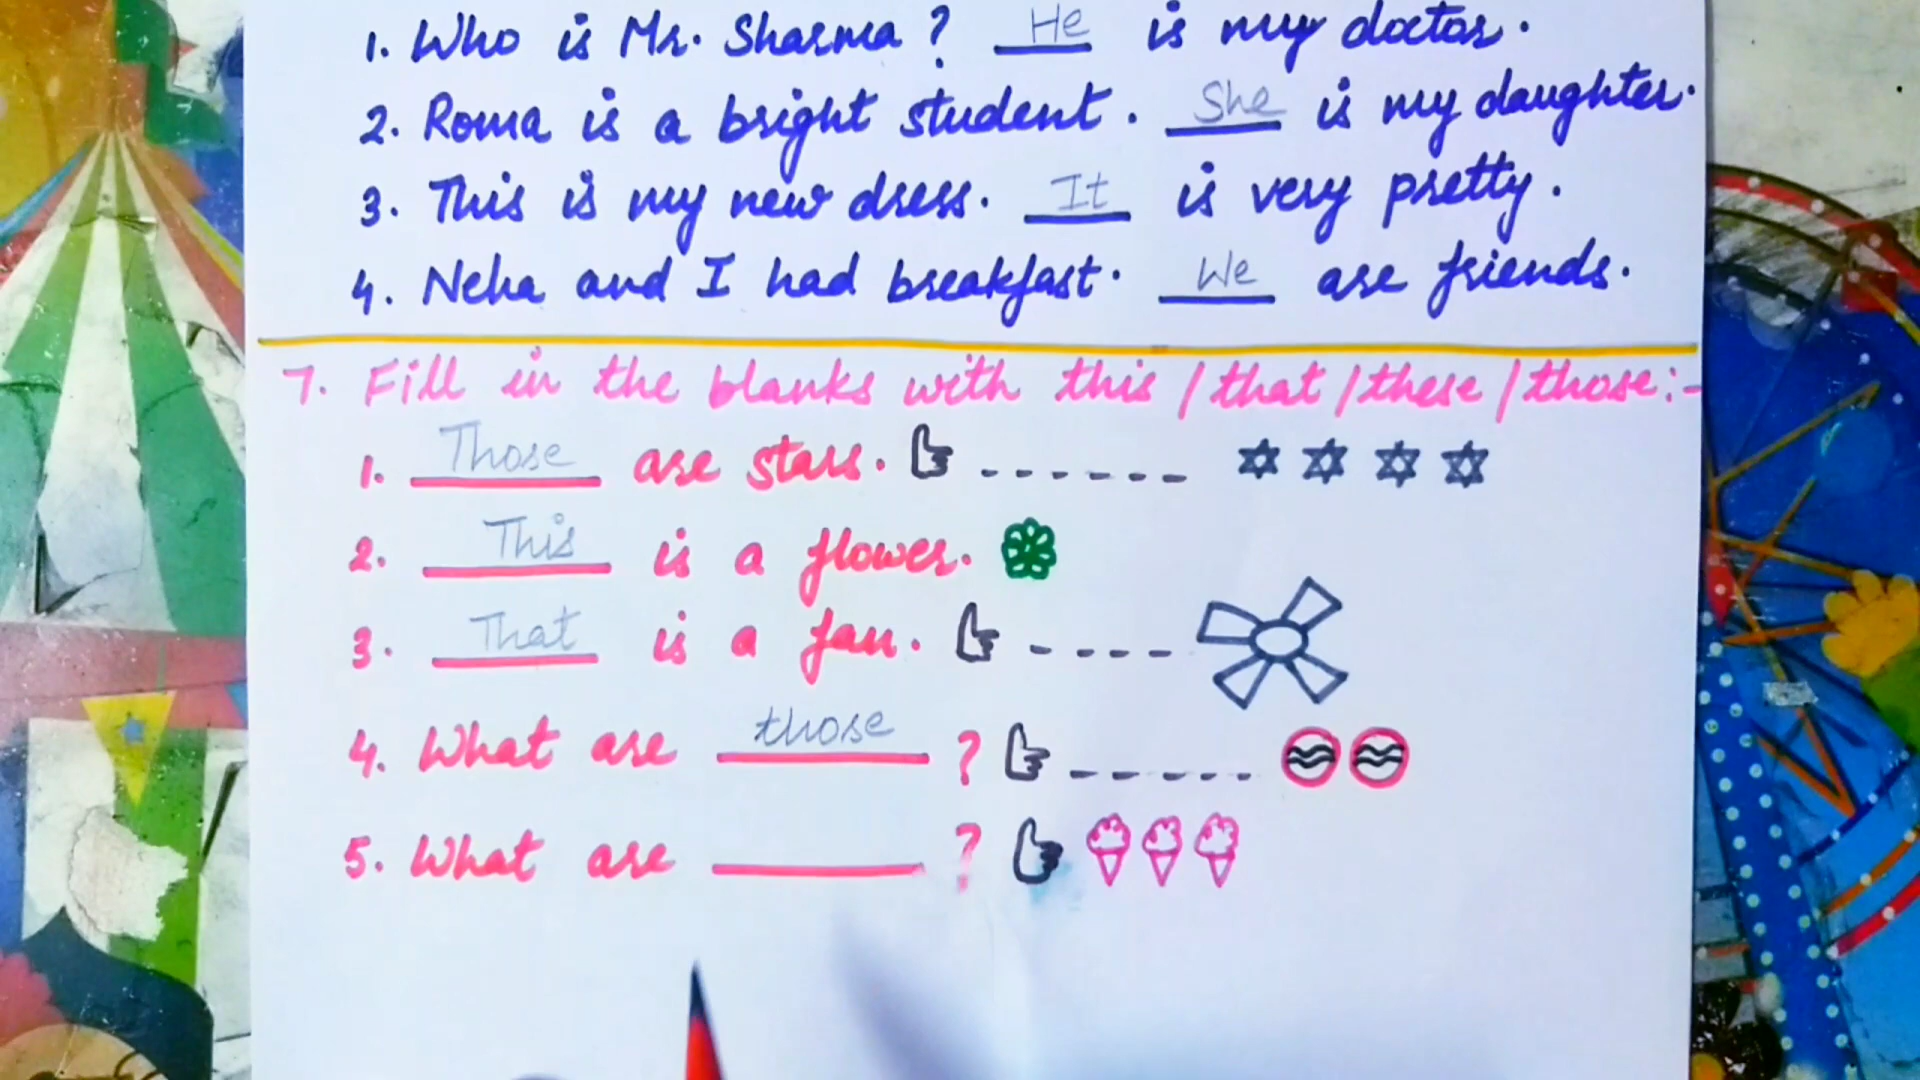 1. Who is Mr. Sharma? He is my doctor.
2. Roma is a bright student. She is my daughter.
3. This is my new dress. It is very pretty.
4. Neha and I had breakfast. We are friends.
7. Fill in the blanks with this / that / these / those:-
1. Those are stars.
2. This is a flower.
3. That is a fan.
4. What are those ?
5. What are ______ ?